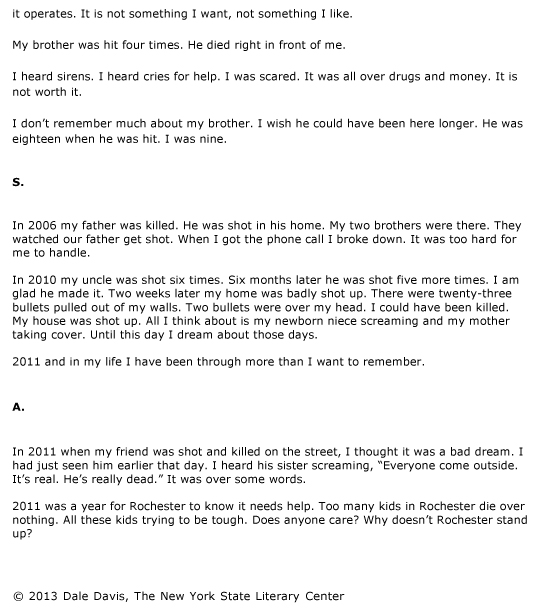 it operates. It is not something I want, not something I like.
My brother was hit four times. He died right in front of me.
I heard sirens. I heard cries for help. I was scared. It was all over drugs and money. It is
not worth it.
I don’t remember much about my brother. I wish he could have been here longer. He was
eighteen when he was hit. I was nine.
S.
In 2006 my father was killed. He was shot in his home. My two brothers were there. They
watched our father get shot. When I got the phone call I broke down. It was too hard for
me to handle.
In 2010 my uncle was shot six times. Six months later he was shot five more times. I am
glad he made it. Two weeks later my home was badly shot up. There were twenty-three
bullets pulled out of my walls. Two bullets were over my head. I could have been killed.
My house was shot up. All I think about is my newborn niece screaming and my mother
taking cover. Until this day I dream about those days.
2011 and in my life I have been through more than I want to remember.
A.
In 2011 when my friend was shot and killed on the street, I thought it was a bad dream. I
had just seen him earlier that day. I heard his sister screaming, “Everyone come outside.
It’s real. He’s really dead.” It was over some words.
2011 was a year for Rochester to know it needs help. Too many kids in Rochester die over
nothing. All these kids trying to be tough. Does anyone care? Why doesn’t Rochester stand
up?
© 2013 Dale Davis, The New York State Literary Center